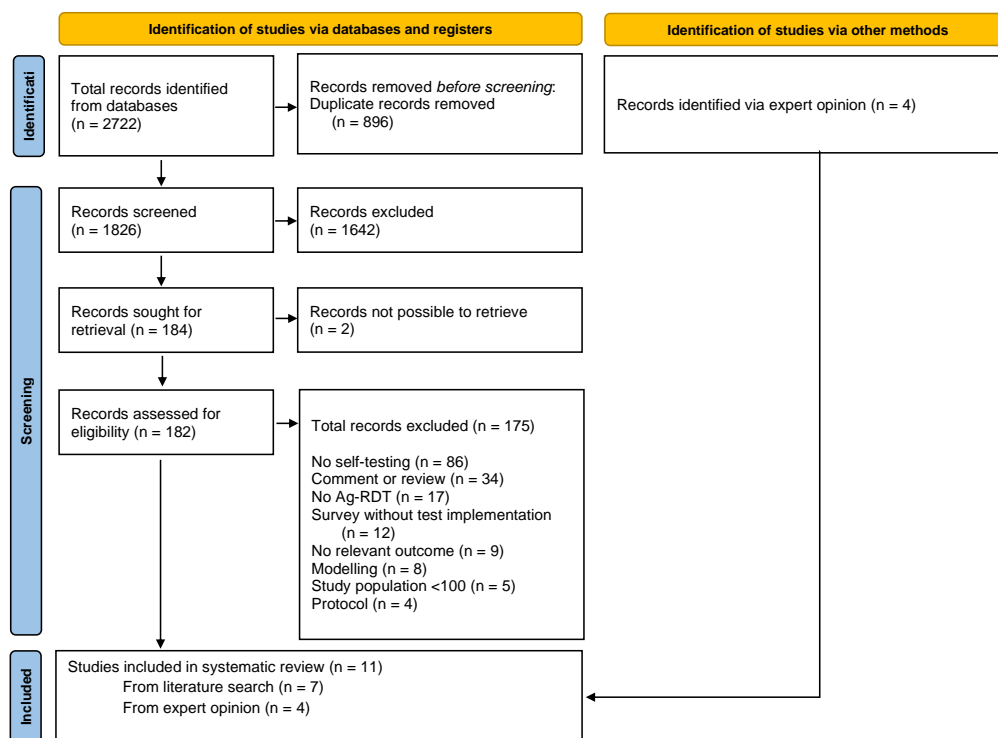 Identification of studies via databases and registers
Identification of studies via other methods
Identificati
Total records identified
from databases
(n = 2722)
Records removed before screening:
Duplicate records removed
(n = 896)
Records identified via expert opinion (n = 4)
Screening
Records screened
(n = 1826)
Records excluded
(n = 1642)
Records sought for
retrieval (n = 184)
Records not possible to retrieve
(n = 2)
Records assessed for
eligibility (n = 182)
Total records excluded (n = 175)
No self-testing (n = 86)
Comment or review (n = 34)
No Ag-RDT (n = 17)
Survey without test implementation
(n = 12)
No relevant outcome (n = 9)
Modelling (n = 8)
Study population <100 (n = 5)
Protocol (n = 4)
Included
Studies included in systematic review (n = 11)
From literature search (n = 7)
From expert opinion (n = 4)